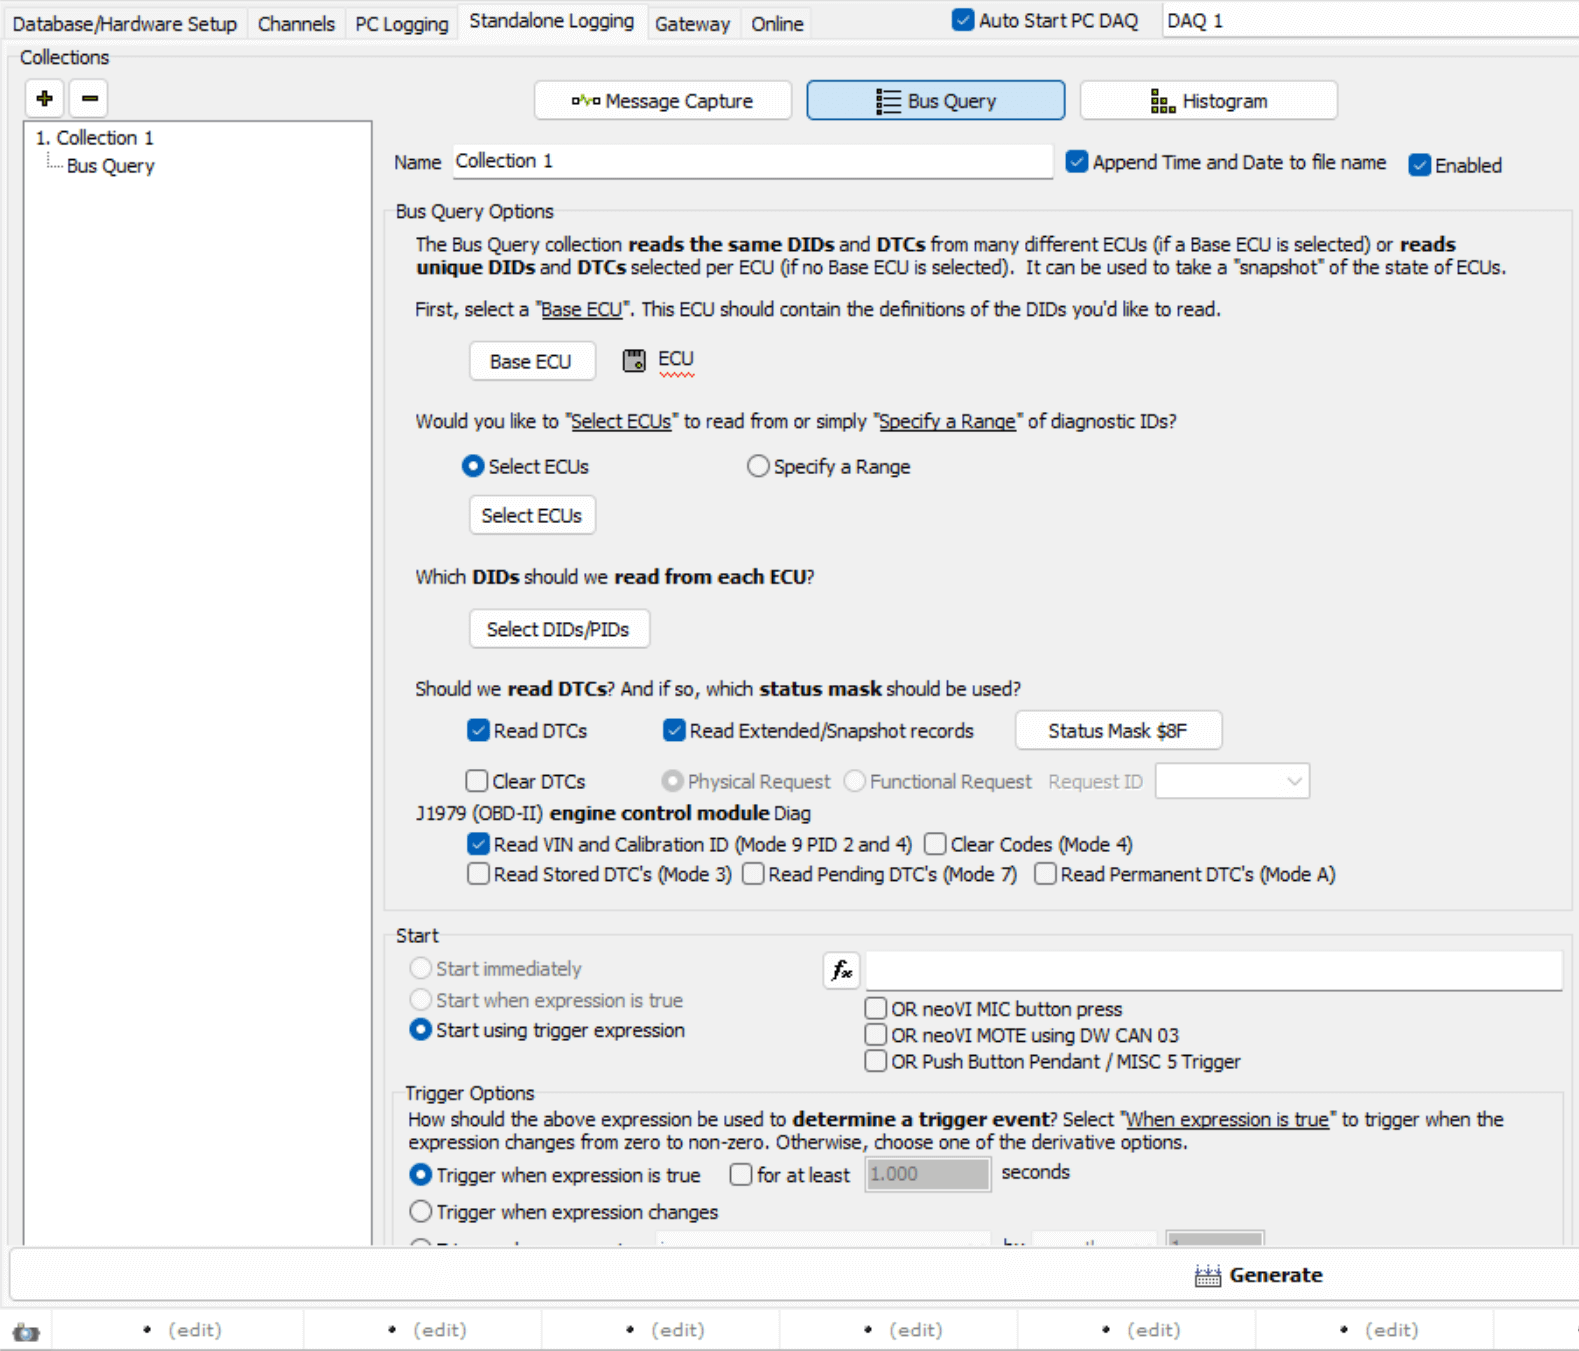 Database/Hardware Setup Channels PC Logging Standalone Logging Gateway Online Auto Start PC DAQ DAQ 1
Collections
Message Capture Bus Query Histogram
1. Collection 1
Bus Query
Name Collection 1 Append Time and Date to file name Enabled
Bus Query Options
The Bus Query collection reads the same DIDs and DTCs from many different ECUs (if a Base ECU is selected) or reads
unique DIDs and DTCs selected per ECU (if no Base ECU is selected). It can be used to take a "snapshot" of the state of ECUs.
First, select a "Base ECU". This ECU should contain the definitions of the DIDs you'd like to read.
Base ECU ECU
Would you like to "Select ECUs" to read from or simply "Specify a Range" of diagnostic IDs?
Select ECUs Specify a Range
Select ECUs
Which DIDs should we read from each ECU?
Select DIDs/PIDs
Should we read DTCs? And if so, which status mask should be used?
Read DTCs Read Extended/Snapshot records Status Mask $8F
Clear DTCs Physical Request Functional Request Request ID
J1979 (OBD-II) engine control module Diag
Read VIN and Calibration ID (Mode 9 PID 2 and 4) Clear Codes (Mode 4)
Read Stored DTC's (Mode 3) Read Pending DTC's (Mode 7) Read Permanent DTC's (Mode A)
Start
Start immediately fx
Start when expression is true
Start using trigger expression
OR neoVI MIC button press
OR neoVI MOTE using DW CAN 03
OR Push Button Pendant / MISC 5 Trigger
Trigger Options
How should the above expression be used to determine a trigger event? Select "When expression is true" to trigger when the
expression changes from zero to non-zero. Otherwise, choose one of the derivative options.
Trigger when expression is true for at least 1.000 seconds
Trigger when expression changes
Generate
• (edit) • (edit) • (edit) • (edit) • (edit) • (edit)